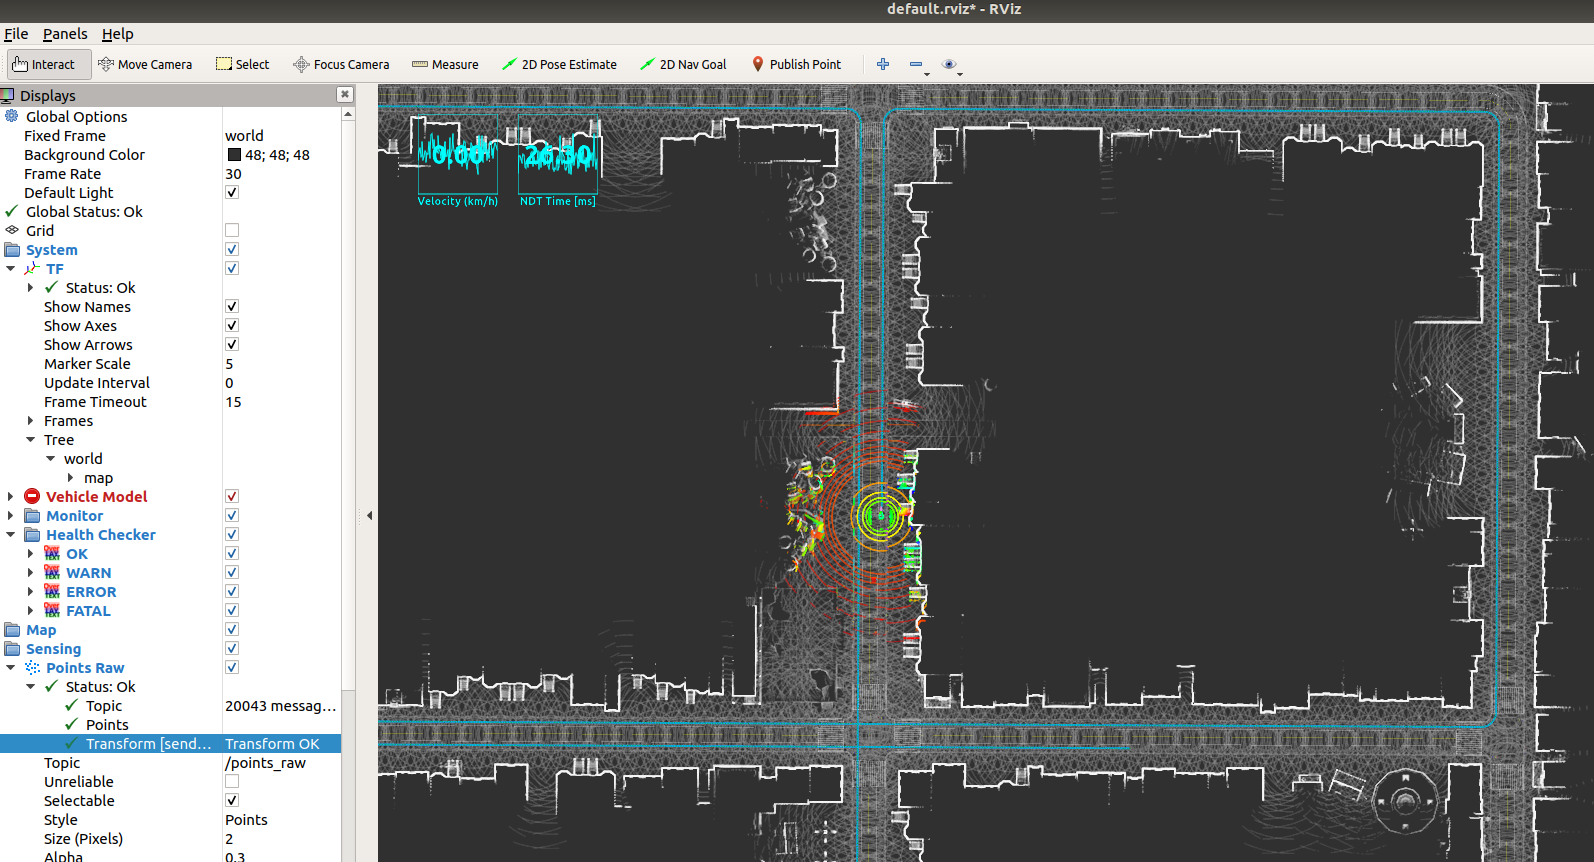 default.rviz* - RViz
File Panels Help
Interact Move Camera Select Focus Camera Measure 2D Pose Estimate 2D Nav Goal Publish Point
Displays
Global Options
Fixed Frame world
Background Color 48; 48; 48
Frame Rate 30
Default Light
Global Status: Ok
Grid
System
TF
Status: Ok
Show Names
Show Axes
Show Arrows
Marker Scale 5
Update Interval 0
Frame Timeout 15
Frames
Tree
world
map
Vehicle Model
Monitor
Health Checker
OK
WARN
ERROR
FATAL
Map
Sensing
Points Raw
Status: Ok
Topic 20043 messag...
Points
Transform [send... Transform OK
Topic /points_raw
Unreliable
Selectable
Style Points
Size (Pixels) 2
Alpha 0.3
0.00 26.30
Velocity (km/h) NDT Time [ms]